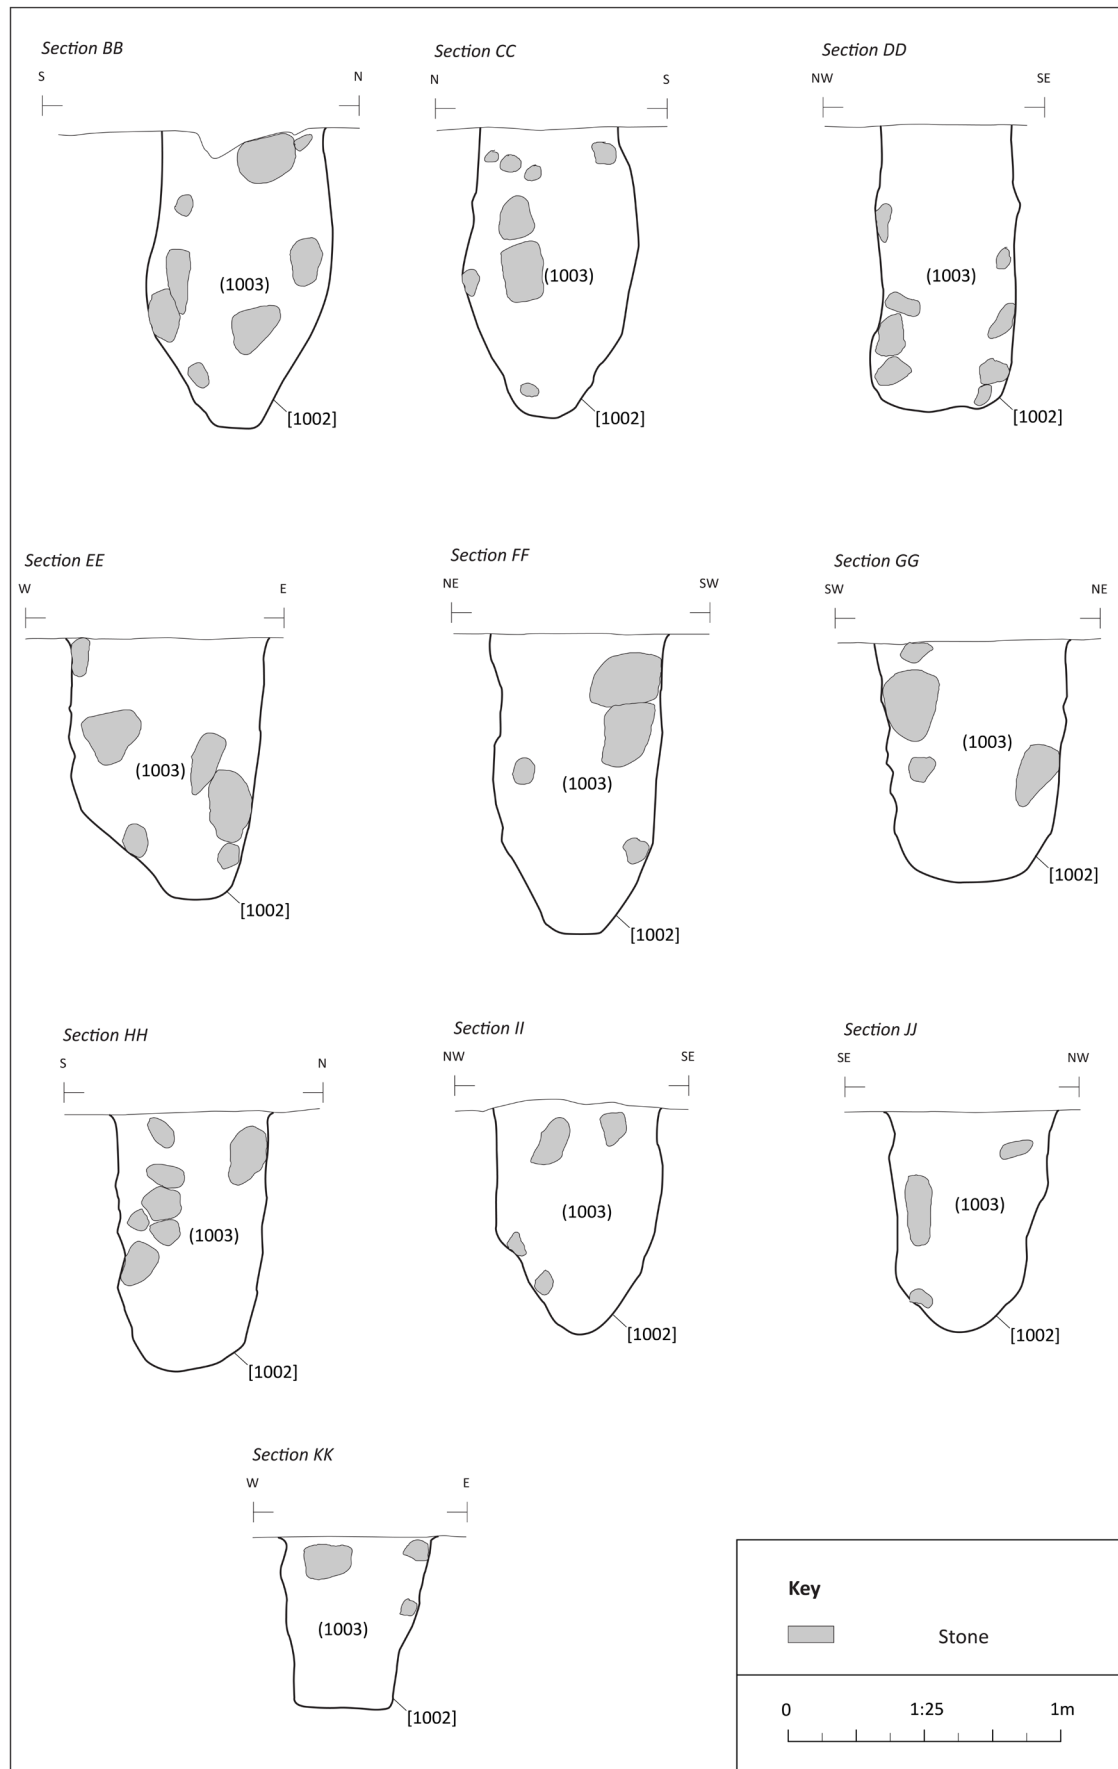 Section BB
S N
(1003)
[1002]
Section CC
N S
(1003)
[1002]
Section DD
NW SE
(1003)
[1002]
Section EE
W E
(1003)
[1002]
Section FF
NE SW
(1003)
[1002]
Section GG
SW NE
(1003)
[1002]
Section HH
S N
(1003)
[1002]
Section II
NW SE
(1003)
[1002]
Section JJ
SE NW
(1003)
[1002]
Section KK
W E
(1003)
[1002]
Key
Stone
0 1:25 1m